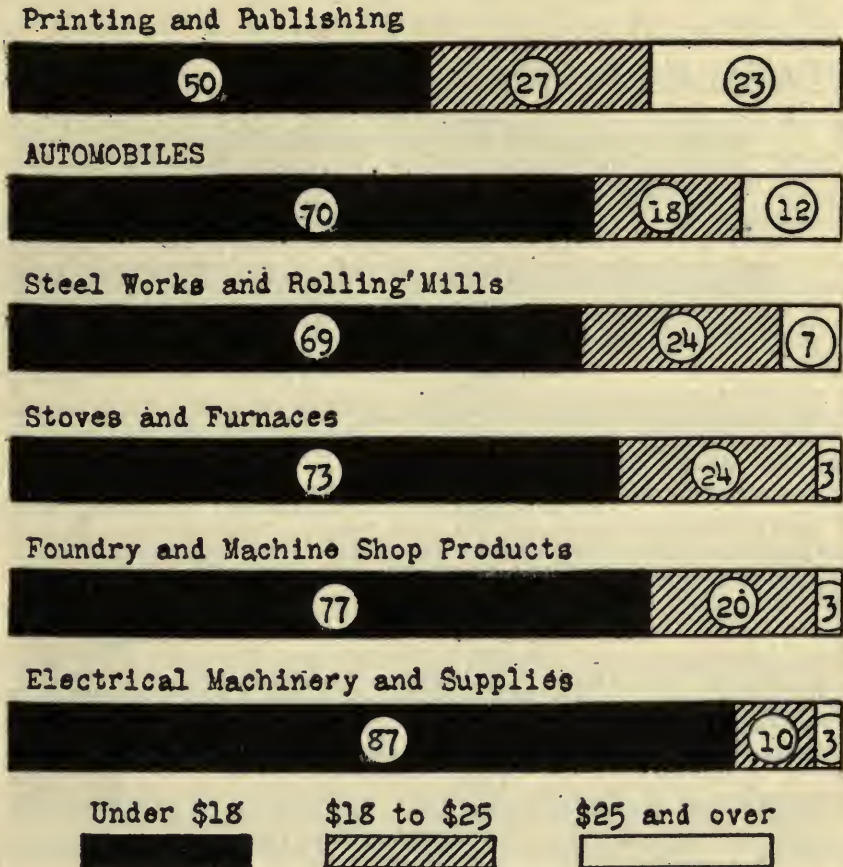 Printing and Publishing
50 27 23
AUTOMOBILES
70 18 12
Steel Works and Rolling Mills
69 24 7
Stoves and Furnaces
73 24 3
Foundry and Machine Shop Products
77 20 3
Electrical Machinery and Supplies
87 10 3
Under $18 $18 to $25 $25 and over